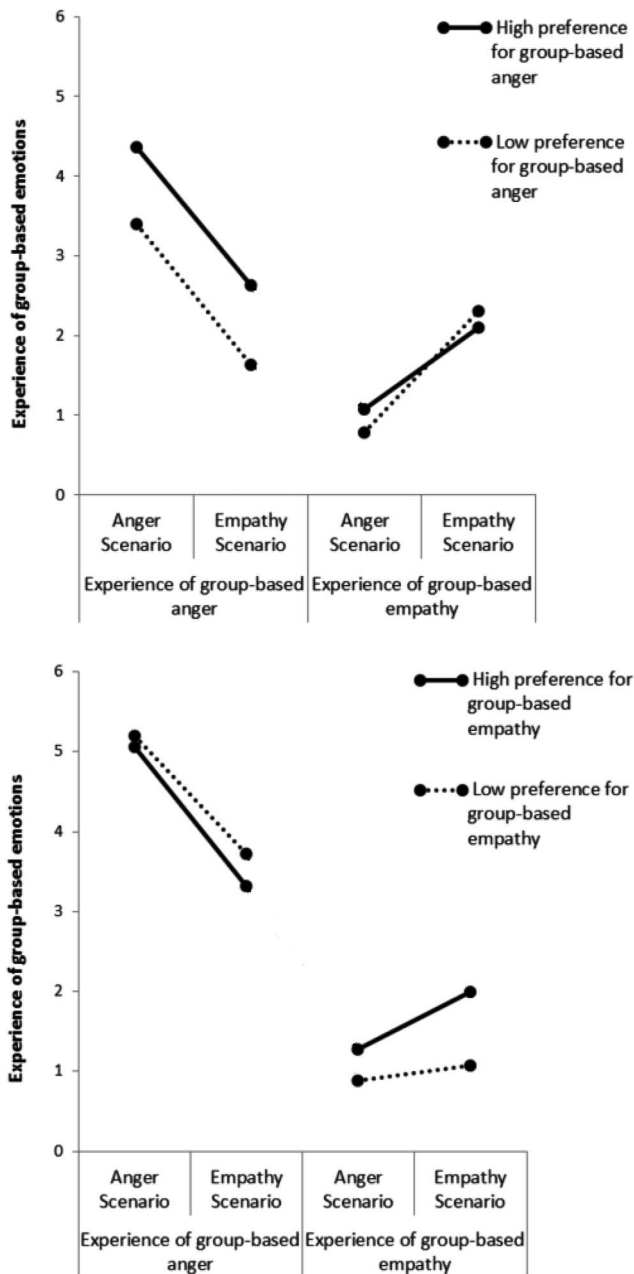 High preference
for group-based
anger
Low preference
for group-based
anger
Experience of group-based emotions
6
5
4
3
2
1
0
Anger
Scenario
Empathy
Scenario
Anger
Scenario
Empathy
Scenario
Experience of group-based
anger
Experience of group-based
empathy
High preference for
group-based
empathy
Low preference for
group-based
empathy
Experience of group-based emotions
6
5
4
3
2
1
0
Anger
Scenario
Empathy
Scenario
Anger
Scenario
Empathy
Scenario
Experience of group-based
anger
Experience of group-based
empathy